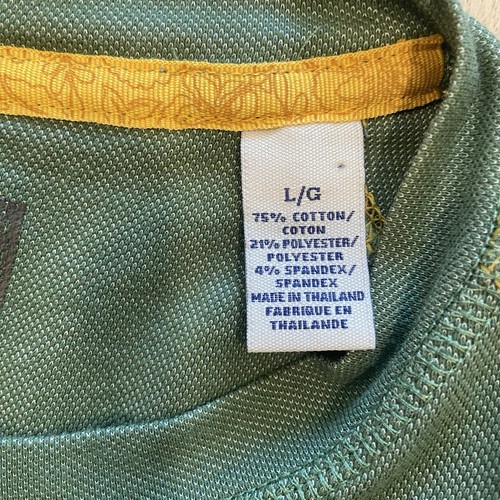 L/G
75% COTTON/
COTON
21% POLYESTER/
POLYESTER
4% SPANDEX/
SPANDEX
MADE IN THAILAND
FABRIQUE EN
THAILANDE